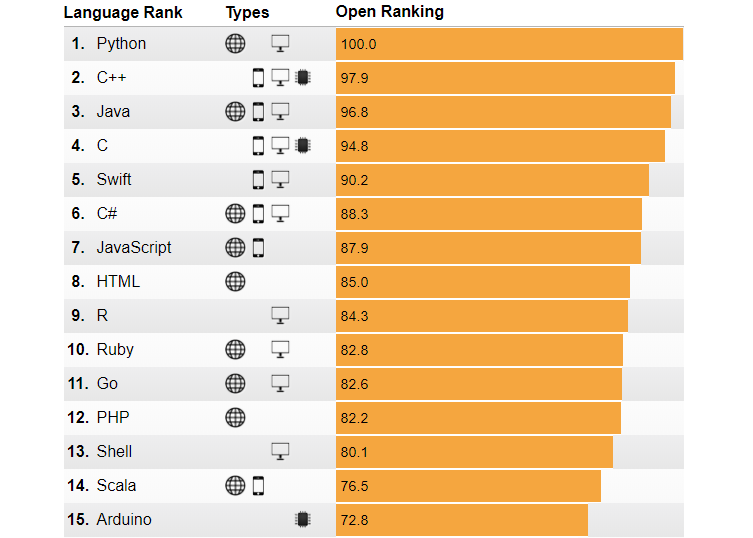 Language Rank Types Open Ranking
1. Python 100.0
2. C++ 97.9
3. Java 96.8
4. C 94.8
5. Swift 90.2
6. C# 88.3
7. JavaScript 87.9
8. HTML 85.0
9. R 84.3
10. Ruby 82.8
11. Go 82.6
12. PHP 82.2
13. Shell 80.1
14. Scala 76.5
15. Arduino 72.8